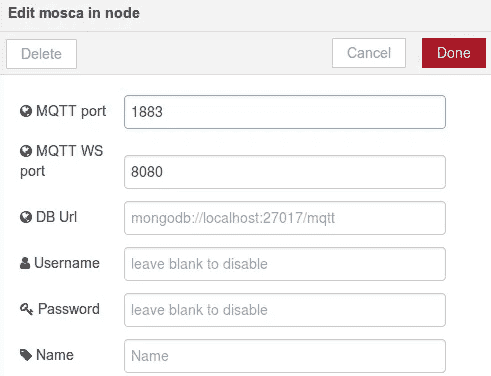 Edit mosca in node
Delete Cancel Done
MQTT port 1883
MQTT WS
port 8080
DB Url mongodb://localhost:27017/mqtt
Username leave blank to disable
Password leave blank to disable
Name Name